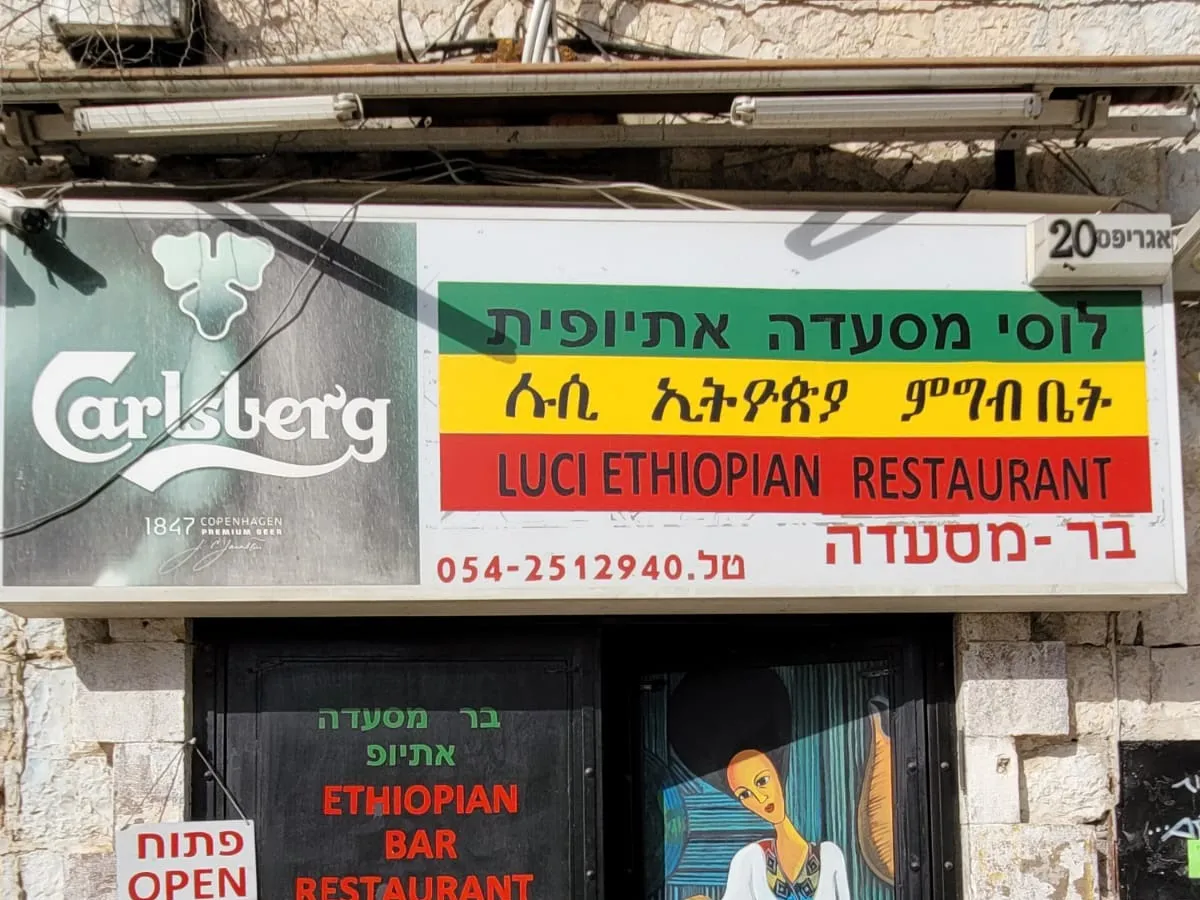 אגריפס 20
Carlsberg
1847 COPENHAGEN
PREMIUM BEER
לוסי מסעדה אתיופית
ሉሲ ኢትዮጵያ ምግብ ቤት
LUCI ETHIOPIAN RESTAURANT
בר -מסעדה
טל.054-2512940
בר מסעדה
אתיופ
ETHIOPIAN
BAR
RESTAURANT
פתוח
OPEN